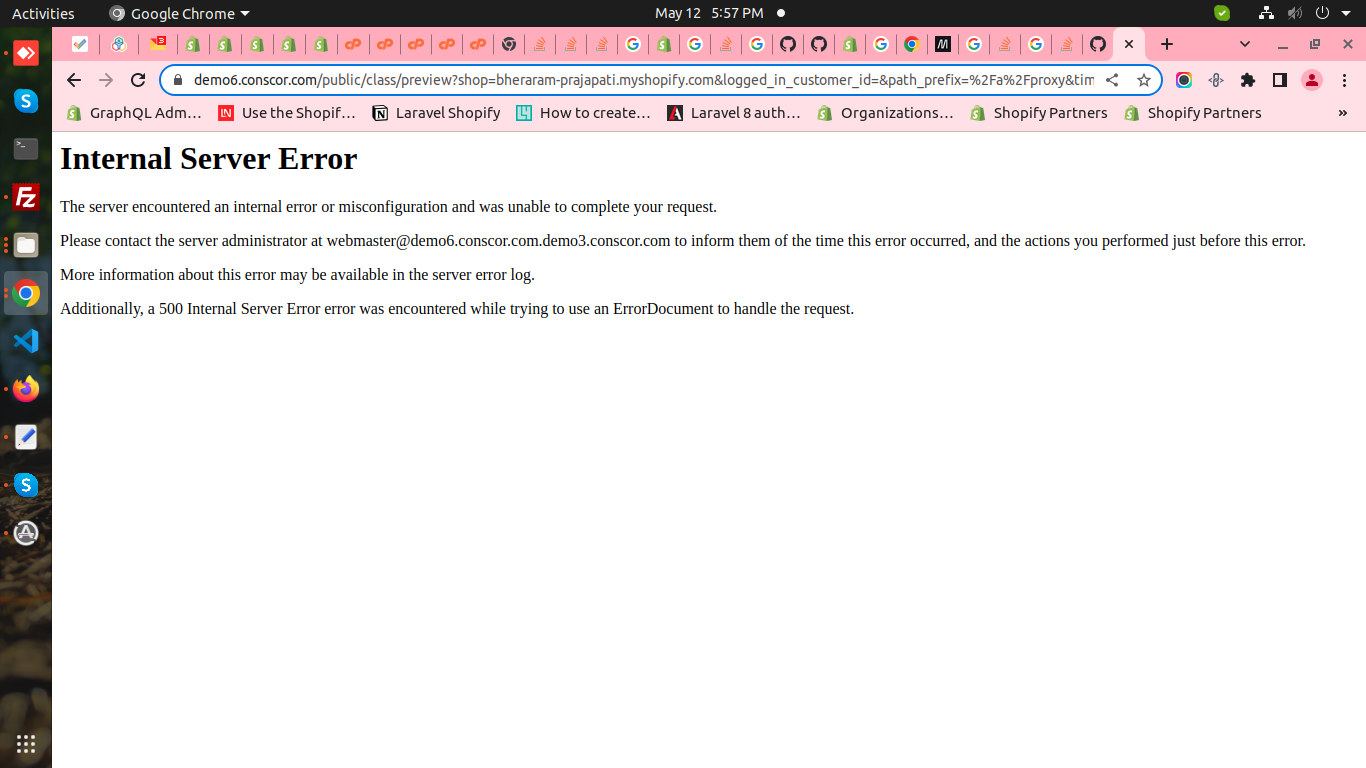 Activities Google Chrome May 12 5:57 PM
demo6.conscor.com/public/class/preview?shop=bheraram-prajapati.myshopify.com&logged_in_customer_id=&path_prefix=%2Fa%2Fproxy&tim
GraphQL Adm… Use the Shopif… Laravel Shopify How to create… Laravel 8 auth… Organizations… Shopify Partners Shopify Partners »
Internal Server Error
The server encountered an internal error or misconfiguration and was unable to complete your request.
Please contact the server administrator at webmaster@demo6.conscor.com.demo3.conscor.com to inform them of the time this error occurred, and the actions you performed just before this error.
More information about this error may be available in the server error log.
Additionally, a 500 Internal Server Error error was encountered while trying to use an ErrorDocument to handle the request.